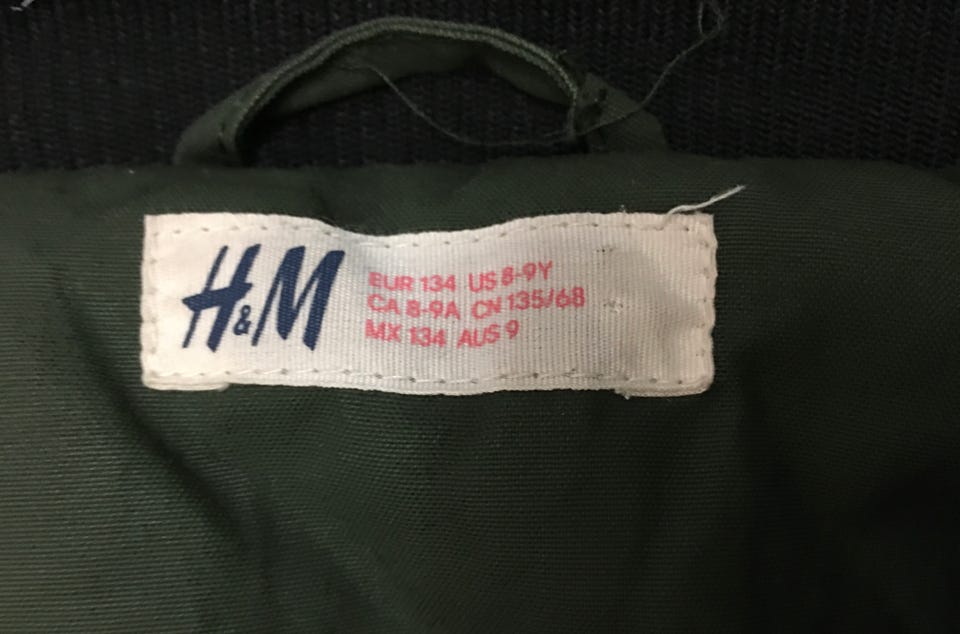 H&M
EUR 134 US 8-9Y
CA 8-9A CN 135/68
MX 134 AUS 9